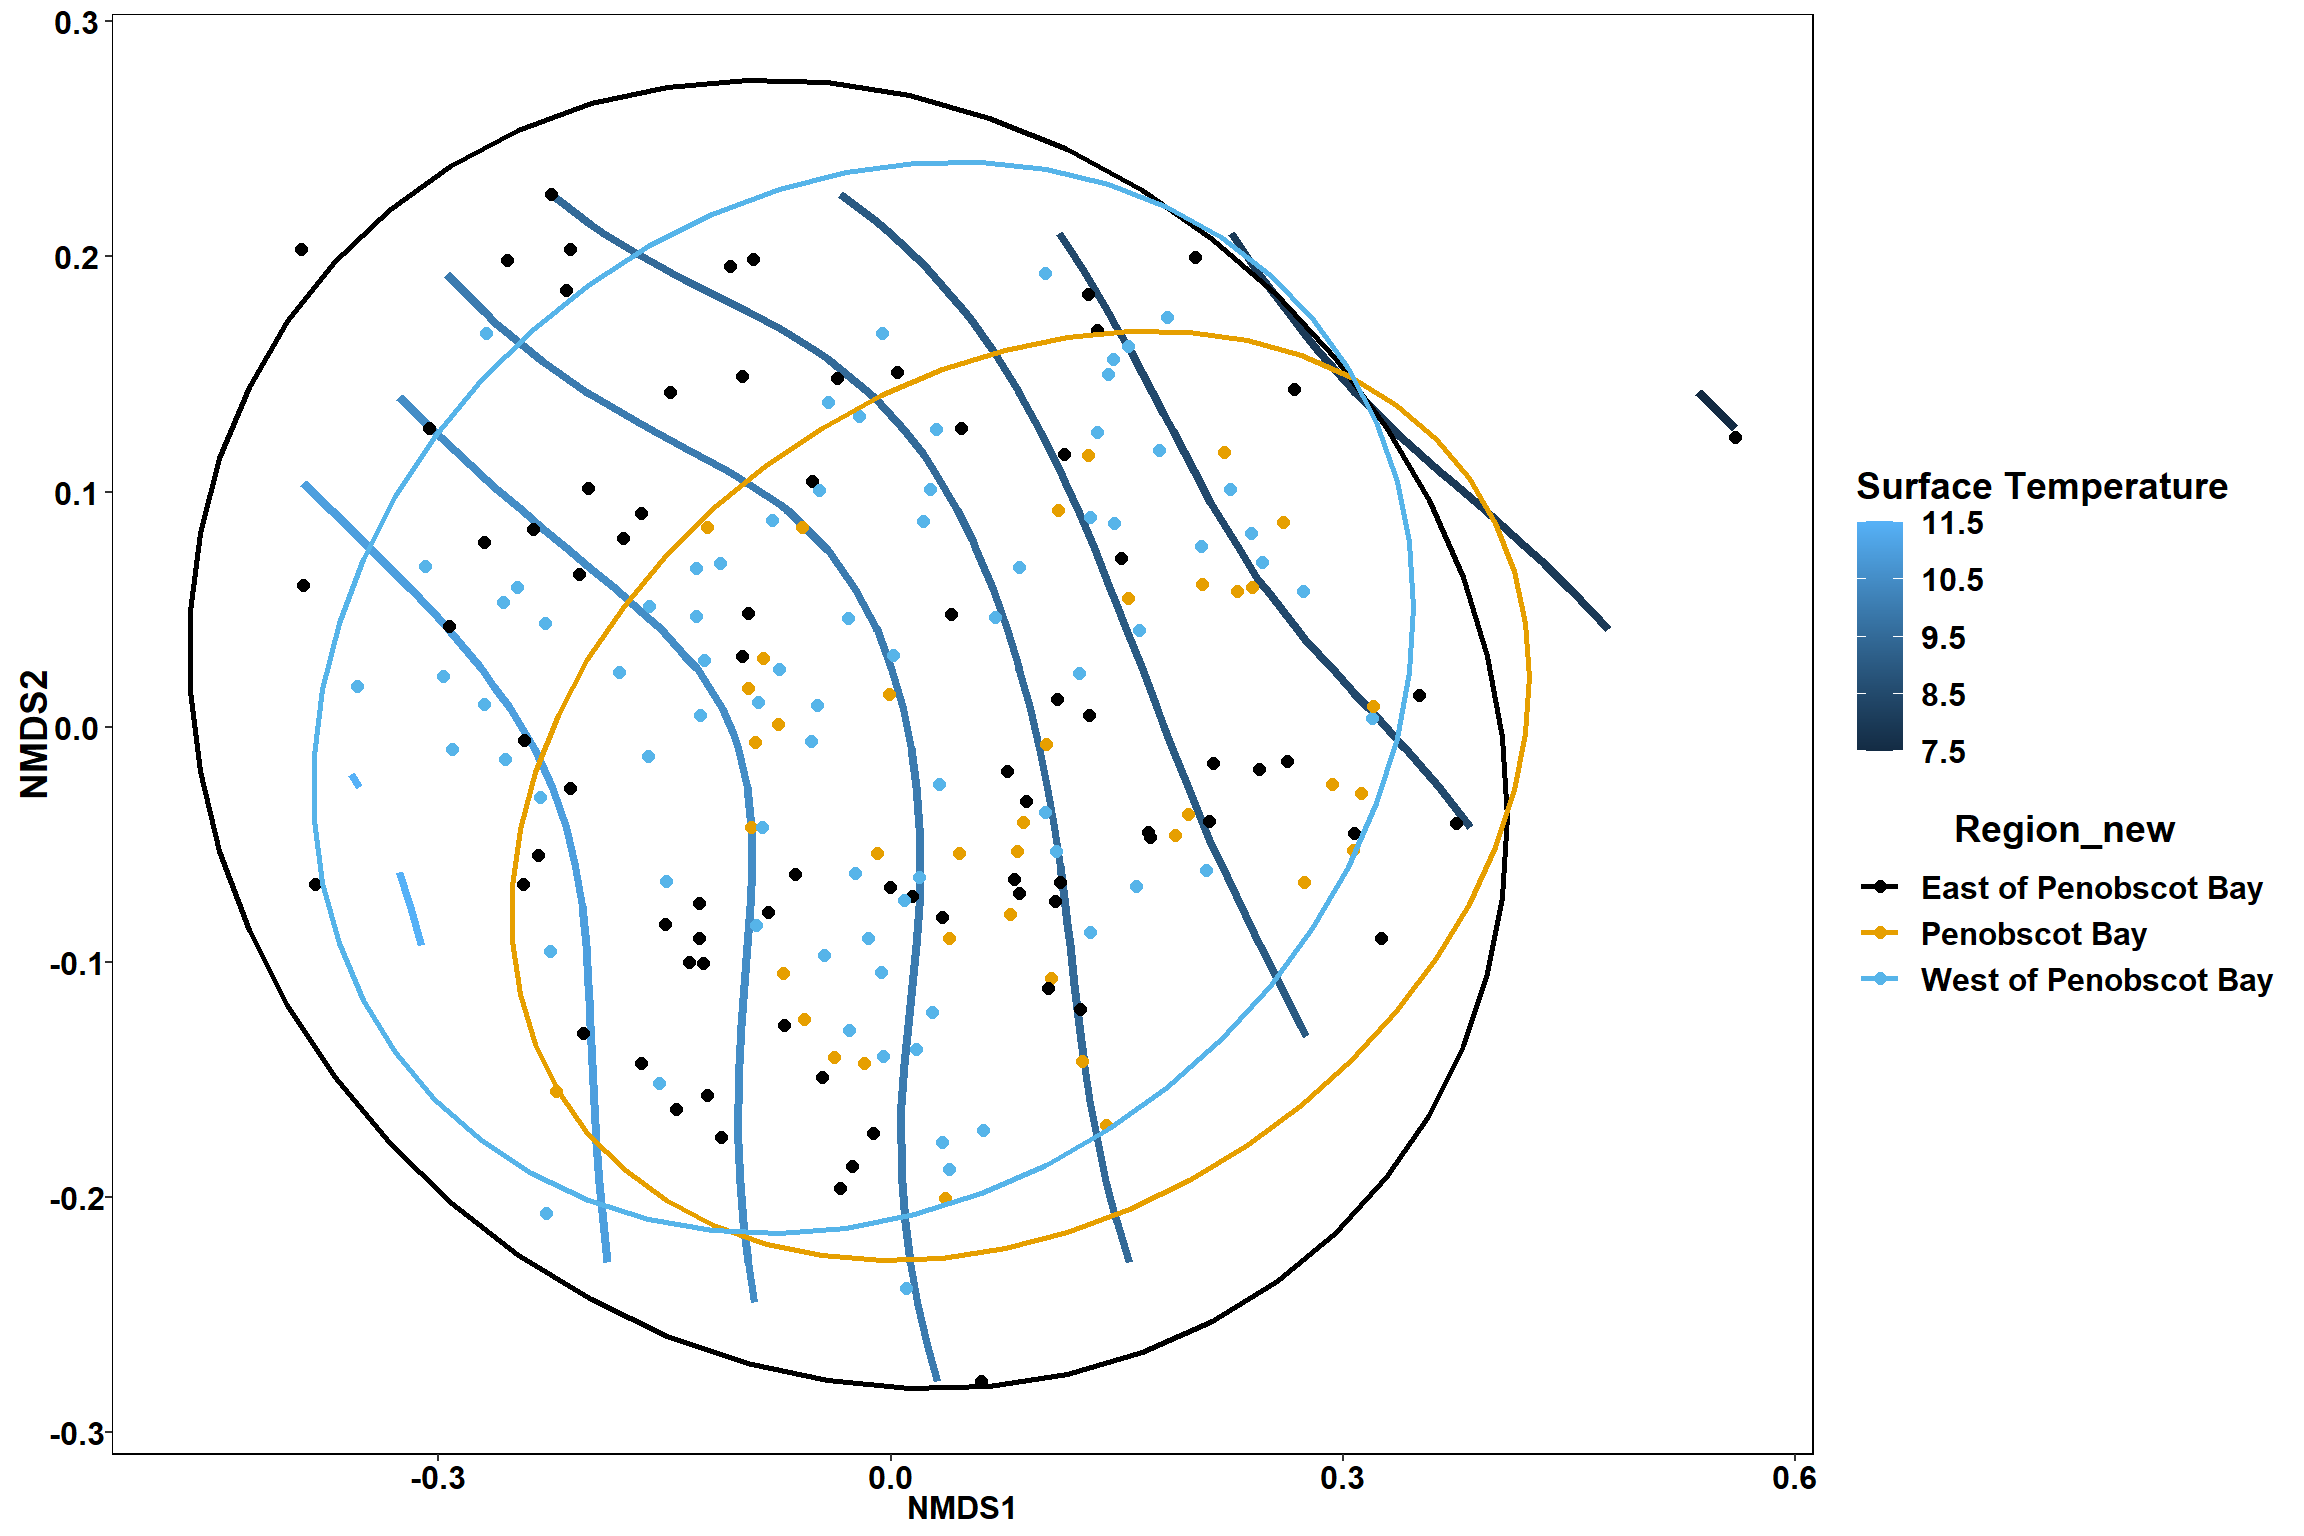 0.3
0.2
0.1
0.0
-0.1
-0.2
-0.3
NMDS2
-0.3
0.0
0.3
0.6
NMDS1
Surface Temperature
11.5
10.5
9.5
8.5
7.5
Region_new
East of Penobscot Bay
Penobscot Bay
West of Penobscot Bay